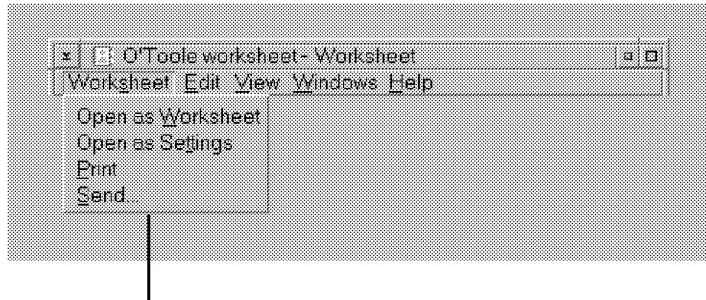 O'Toole worksheet - Worksheet
Worksheet Edit View Windows Help
Open as Worksheet
Open as Settings
Print
Send...